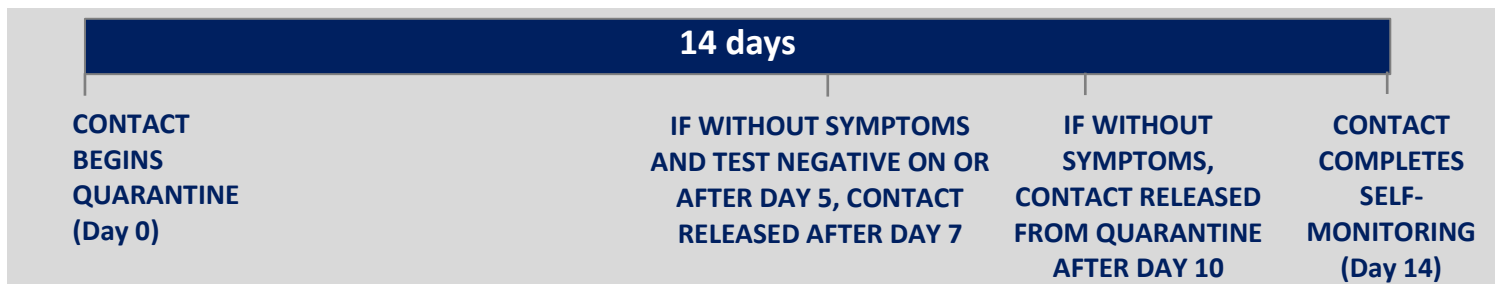 14 days
CONTACT
BEGINS
QUARANTINE
(Day 0)
IF WITHOUT SYMPTOMS
AND TEST NEGATIVE ON OR
AFTER DAY 5, CONTACT
RELEASED AFTER DAY 7
IF WITHOUT
SYMPTOMS,
CONTACT RELEASED
FROM QUARANTINE
AFTER DAY 10
CONTACT
COMPLETES
SELF-
MONITORING
(Day 14)